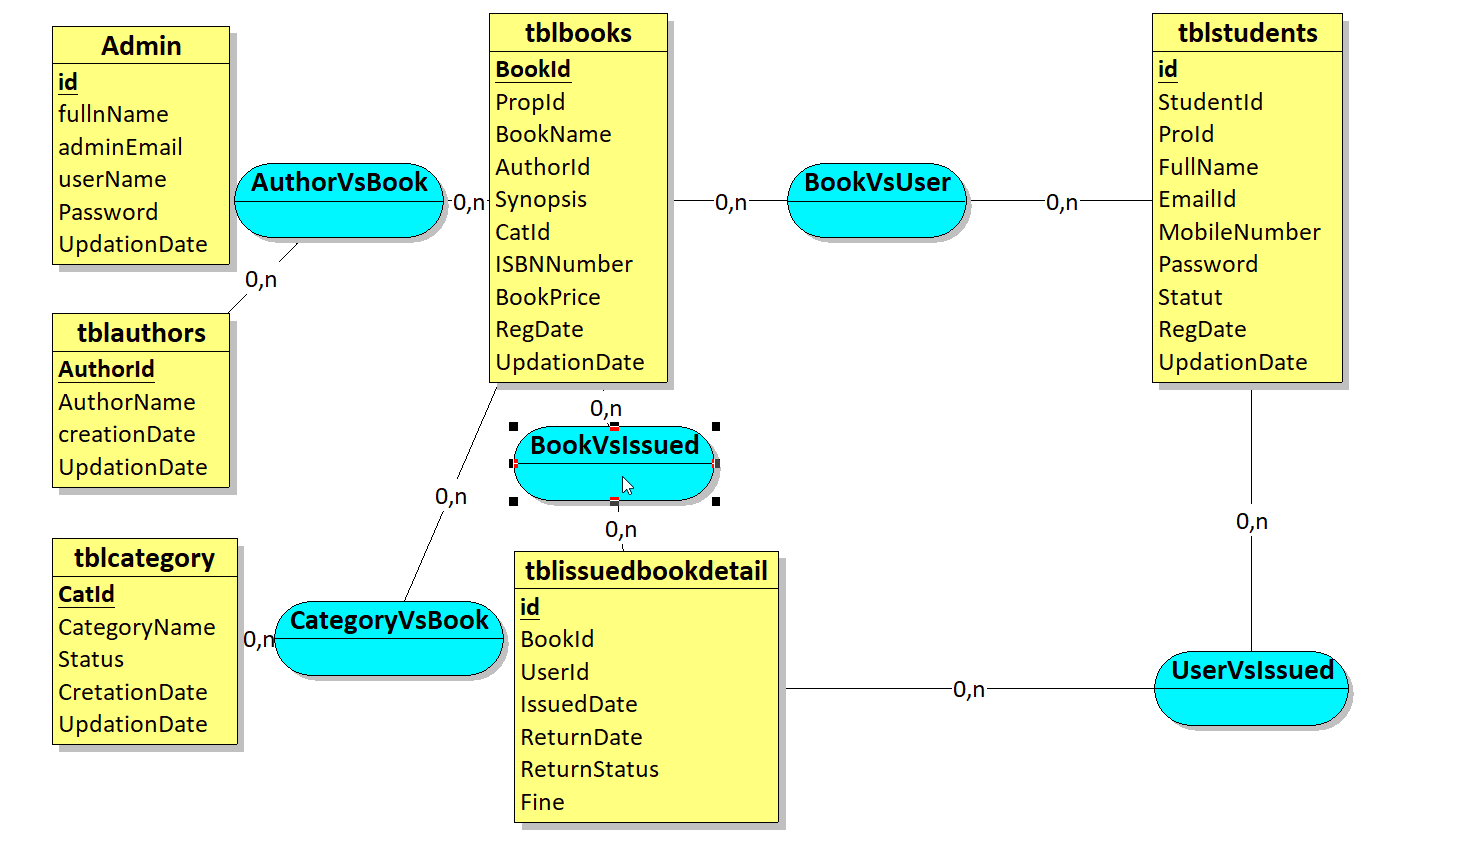 Admin
id
fullnName
adminEmail
userName
Password
UpdationDate
AuthorVsBook
0,n
0,n
tblauthors
AuthorId
AuthorName
creationDate
UpdationDate
tblcategory
CatId
CategoryName
Status
CretationDate
UpdationDate
0,n
CategoryVsBook
0,n
tblbooks
BookId
PropId
BookName
AuthorId
Synopsis
CatId
ISBNNumber
BookPrice
RegDate
UpdationDate
0,n
BookVsIssued
0,n
tblissuedbookdetail
id
BookId
UserId
IssuedDate
ReturnDate
ReturnStatus
Fine
0,n
BookVsUser
0,n
tblstudents
id
StudentId
ProId
FullName
EmailId
MobileNumber
Password
Statut
RegDate
UpdationDate
0,n
UserVsIssued
0,n